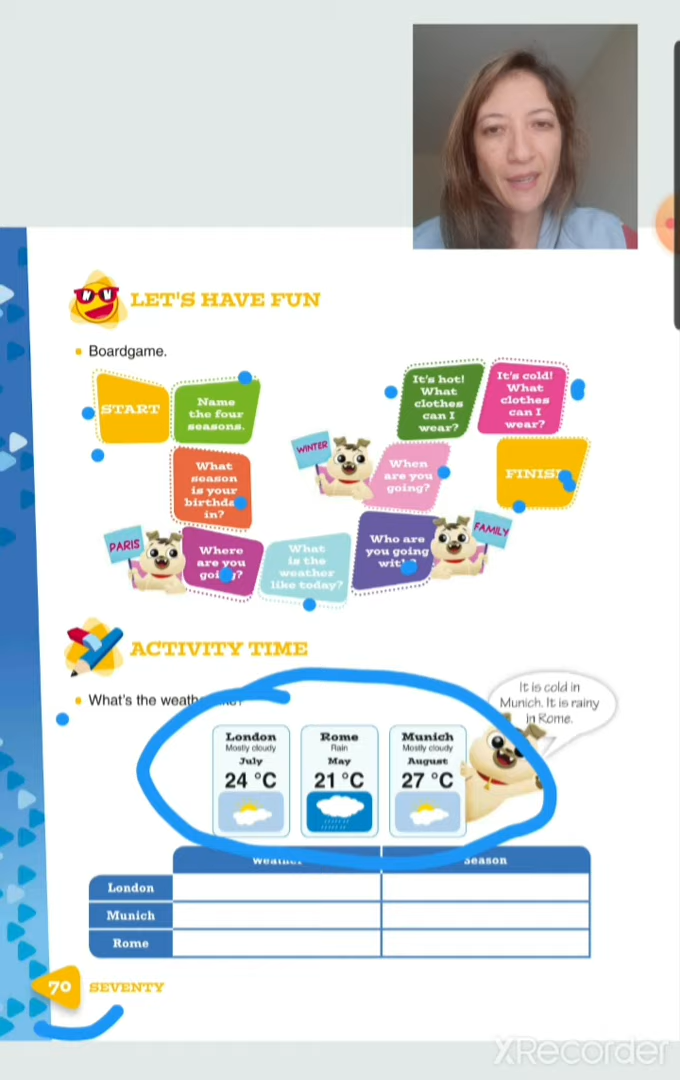 LET'S HAVE FUN
Boardgame.
START
Name
the four
seasons.
What
season
is your
in?
PARIS
Where
are you
What
is the
weather
like today?
Who are
you going
FAMILY
WINTER
When
are you
going?
It's hot!
What
clothes
can I
wear?
It's cold!
What
clothes
can I
wear?
ACTIVITY TIME
What's the
It is cold in
Munich. It is rainy
in Rome.
London
Mostly cloudy
July
24 °C
Rome
Rain
May
21 °C
Munich
Mostly cloudy
August
27 °C
Weather Season
London
Munich
Rome
70 SEVENTY
XRecorder